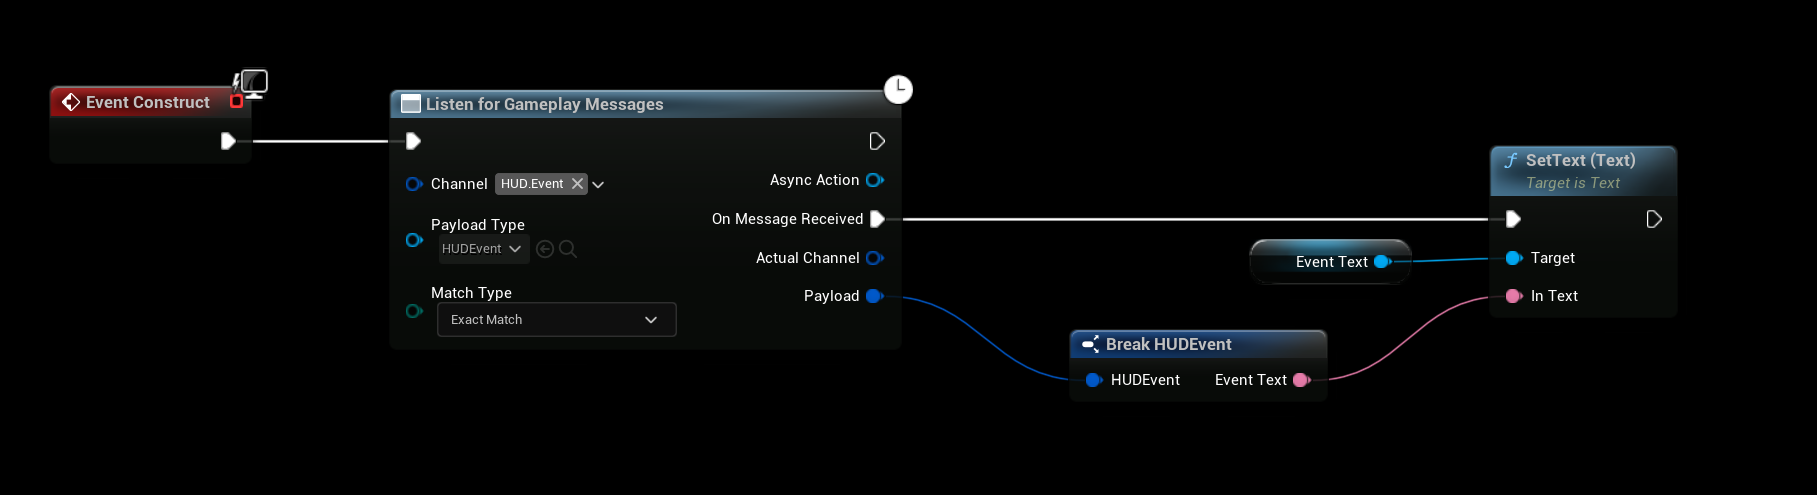 Event Construct
Listen for Gameplay Messages
Channel
HUD.Event
Async Action
Payload Type
HUDEvent
On Message Received
Actual Channel
Match Type
Exact Match
Payload
Event Text
Break HUDEvent
HUDEvent
Event Text
SetText (Text)
Target is Text
Target
In Text